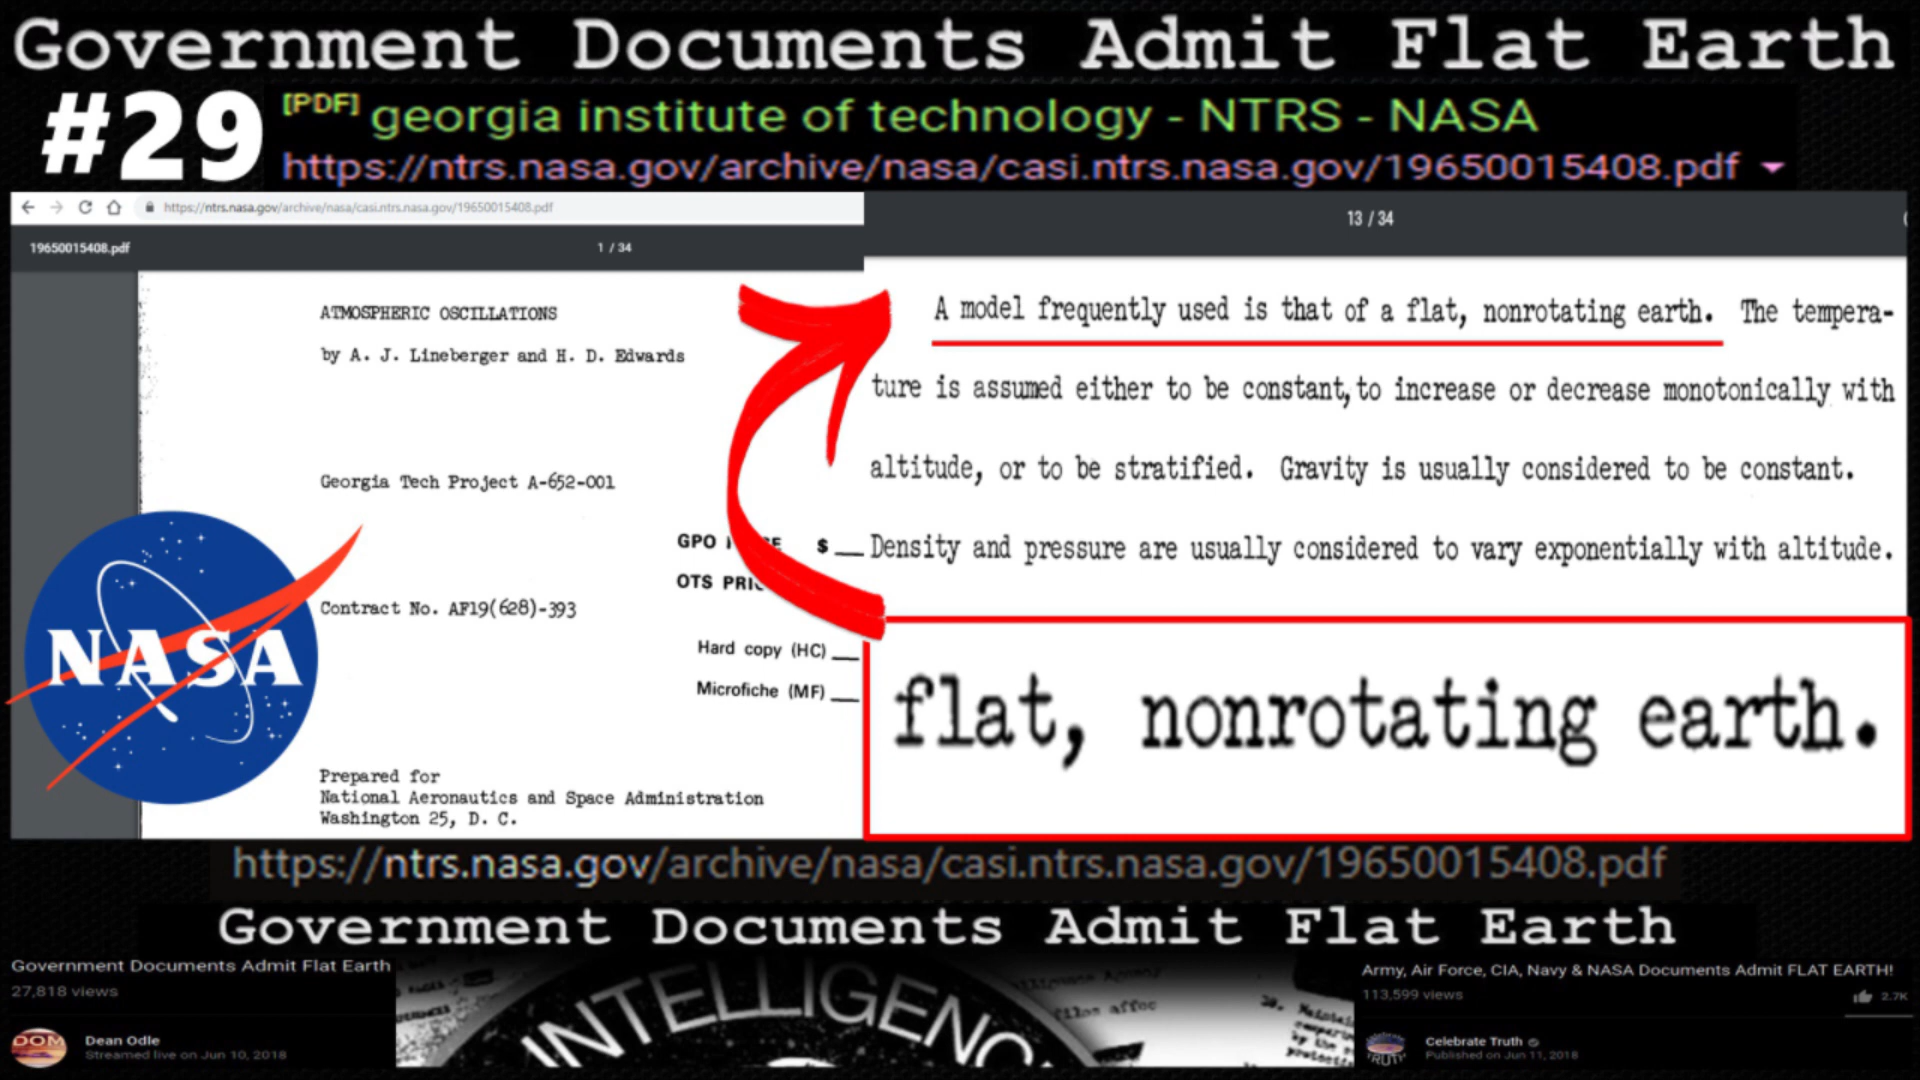 Government Documents Admit Flat Earth
#29
[PDF] georgia institute of technology - NTRS - NASA
https://ntrs.nasa.gov/archive/nasa/casi.ntrs.nasa.gov/19650015408.pdf
https://ntrs.nasa.gov/archive/nasa/casi.ntrs.nasa.gov/19650015408.pdf
19650015408.pdf
1 / 34
ATMOSPHERIC OSCILLATIONS
by A. J. Lineberger and H. D. Edwards
Georgia Tech Project A-652-001
GPO
$
OTS
Contract No. AF19(628)-393
Hard copy (HC)
Microfiche (MF)
NASA
Prepared for
National Aeronautics and Space Administration
Washington 25, D. C.
13 / 34
A model frequently used is that of a flat, nonrotating earth. The tempera-
ture is assumed either to be constant, to increase or decrease monotonically with
altitude, or to be stratified. Gravity is usually considered to be constant.
Density and pressure are usually considered to vary exponentially with altitude.
flat, nonrotating earth.
https://ntrs.nasa.gov/archive/nasa/casi.ntrs.nasa.gov/19650015408.pdf
Government Documents Admit Flat Earth
Government Documents Admit Flat Earth
27,818 views
DOM
Dean Odle
Streamed live on Jun 10, 2018
INTELLIGENC
files affec
Army, Air Force, CIA, Navy & NASA Documents Admit FLAT EARTH!
113,599 views
2.7K
Celebrate Truth
Published on Jun 11, 2018